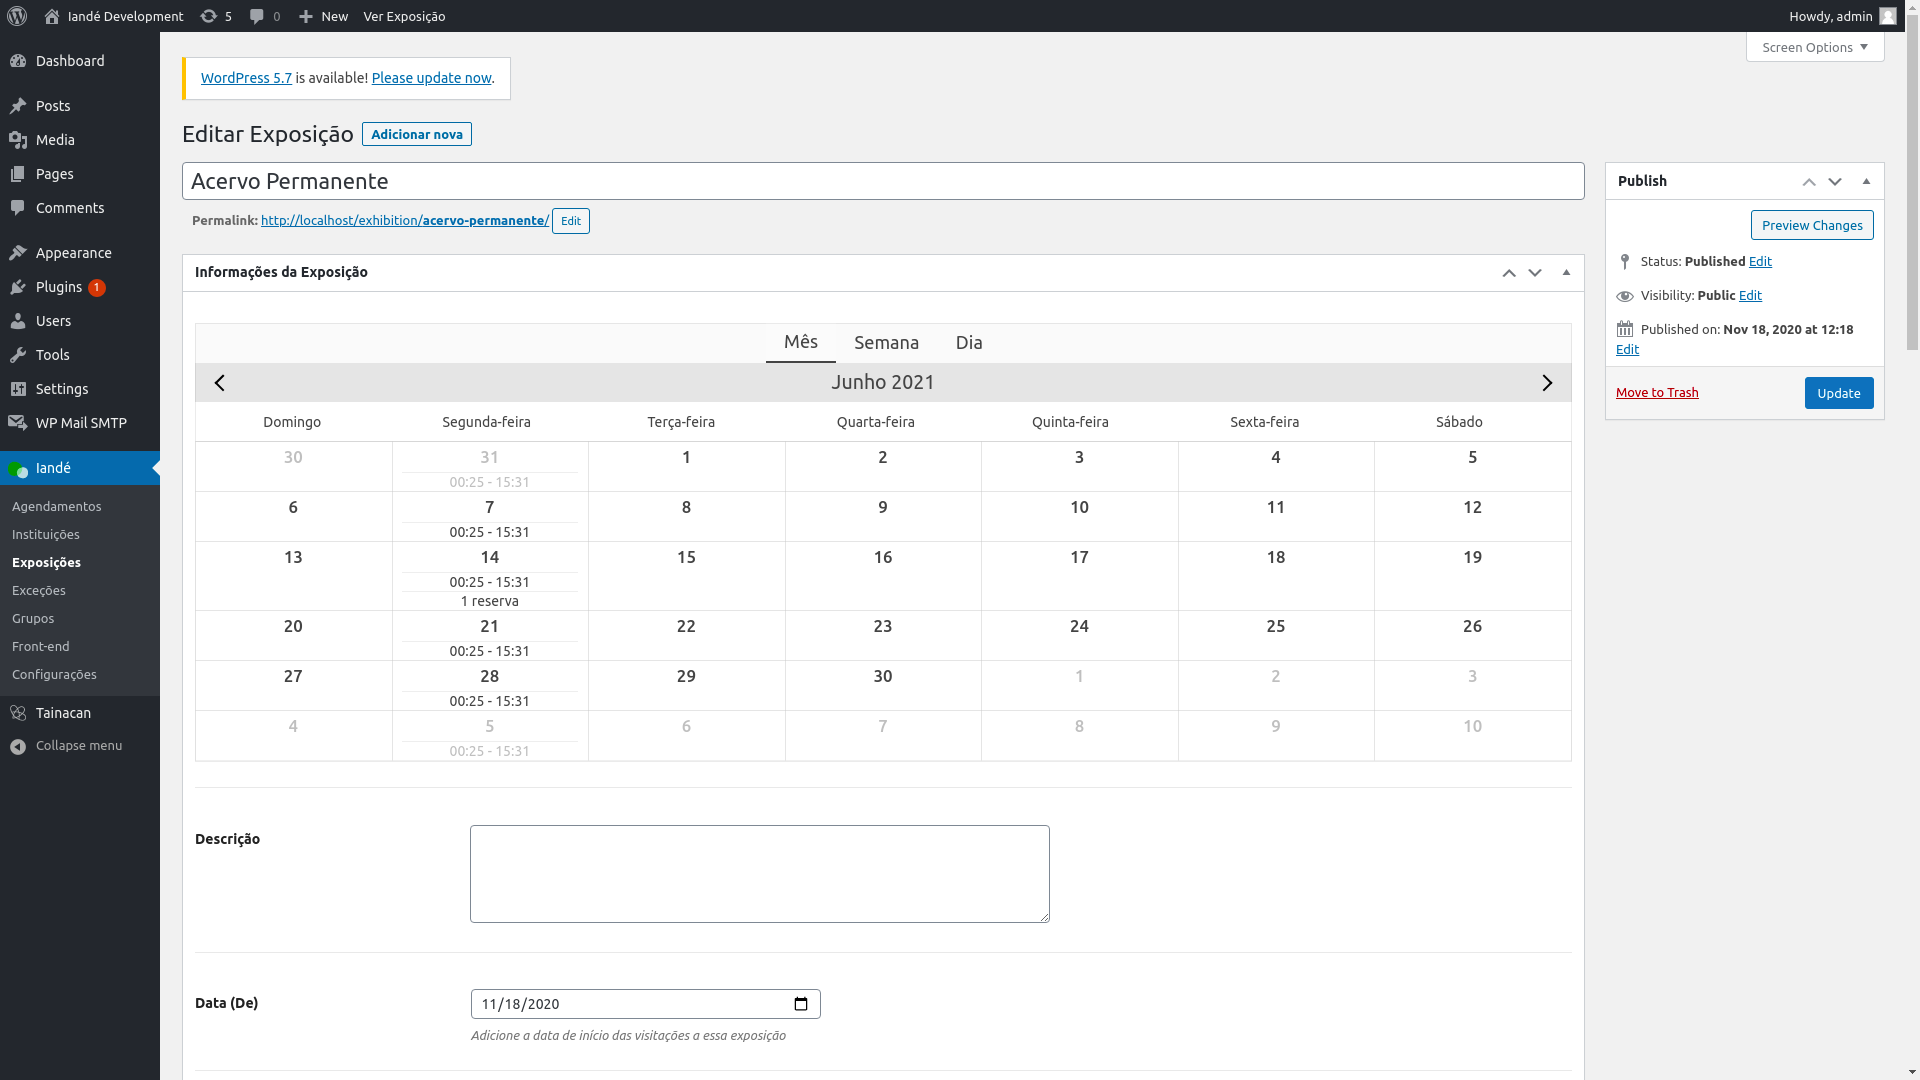 Iandé Development 5 0 New Ver Exposição Howdy, admin
Screen Options
Dashboard
Posts
Media
Pages
Comments
Appearance
Plugins 1
Users
Tools
Settings
WP Mail SMTP
Iandé
Agendamentos
Instituições
Exposições
Exceções
Grupos
Front-end
Configurações
Tainacan
Collapse menu
WordPress 5.7 is available! Please update now.
Editar Exposição Adicionar nova
Acervo Permanente
Permalink: http://localhost/exhibition/acervo-permanente/ Edit
Informações da Exposição
Mês Semana Dia
Junho 2021
Domingo Segunda-feira Terça-feira Quarta-feira Quinta-feira Sexta-feira Sábado
30 31 1 2 3 4 5
00:25 - 15:31
6 7 8 9 10 11 12
00:25 - 15:31
13 14 15 16 17 18 19
00:25 - 15:31
1 reserva
20 21 22 23 24 25 26
00:25 - 15:31
27 28 29 30 1 2 3
00:25 - 15:31
4 5 6 7 8 9 10
00:25 - 15:31
Descrição
Data (De) 11/18/2020
Adicione a data de início das visitações a essa exposição
Publish
Preview Changes
Status: Published Edit
Visibility: Public Edit
Published on: Nov 18, 2020 at 12:18
Edit
Move to Trash Update